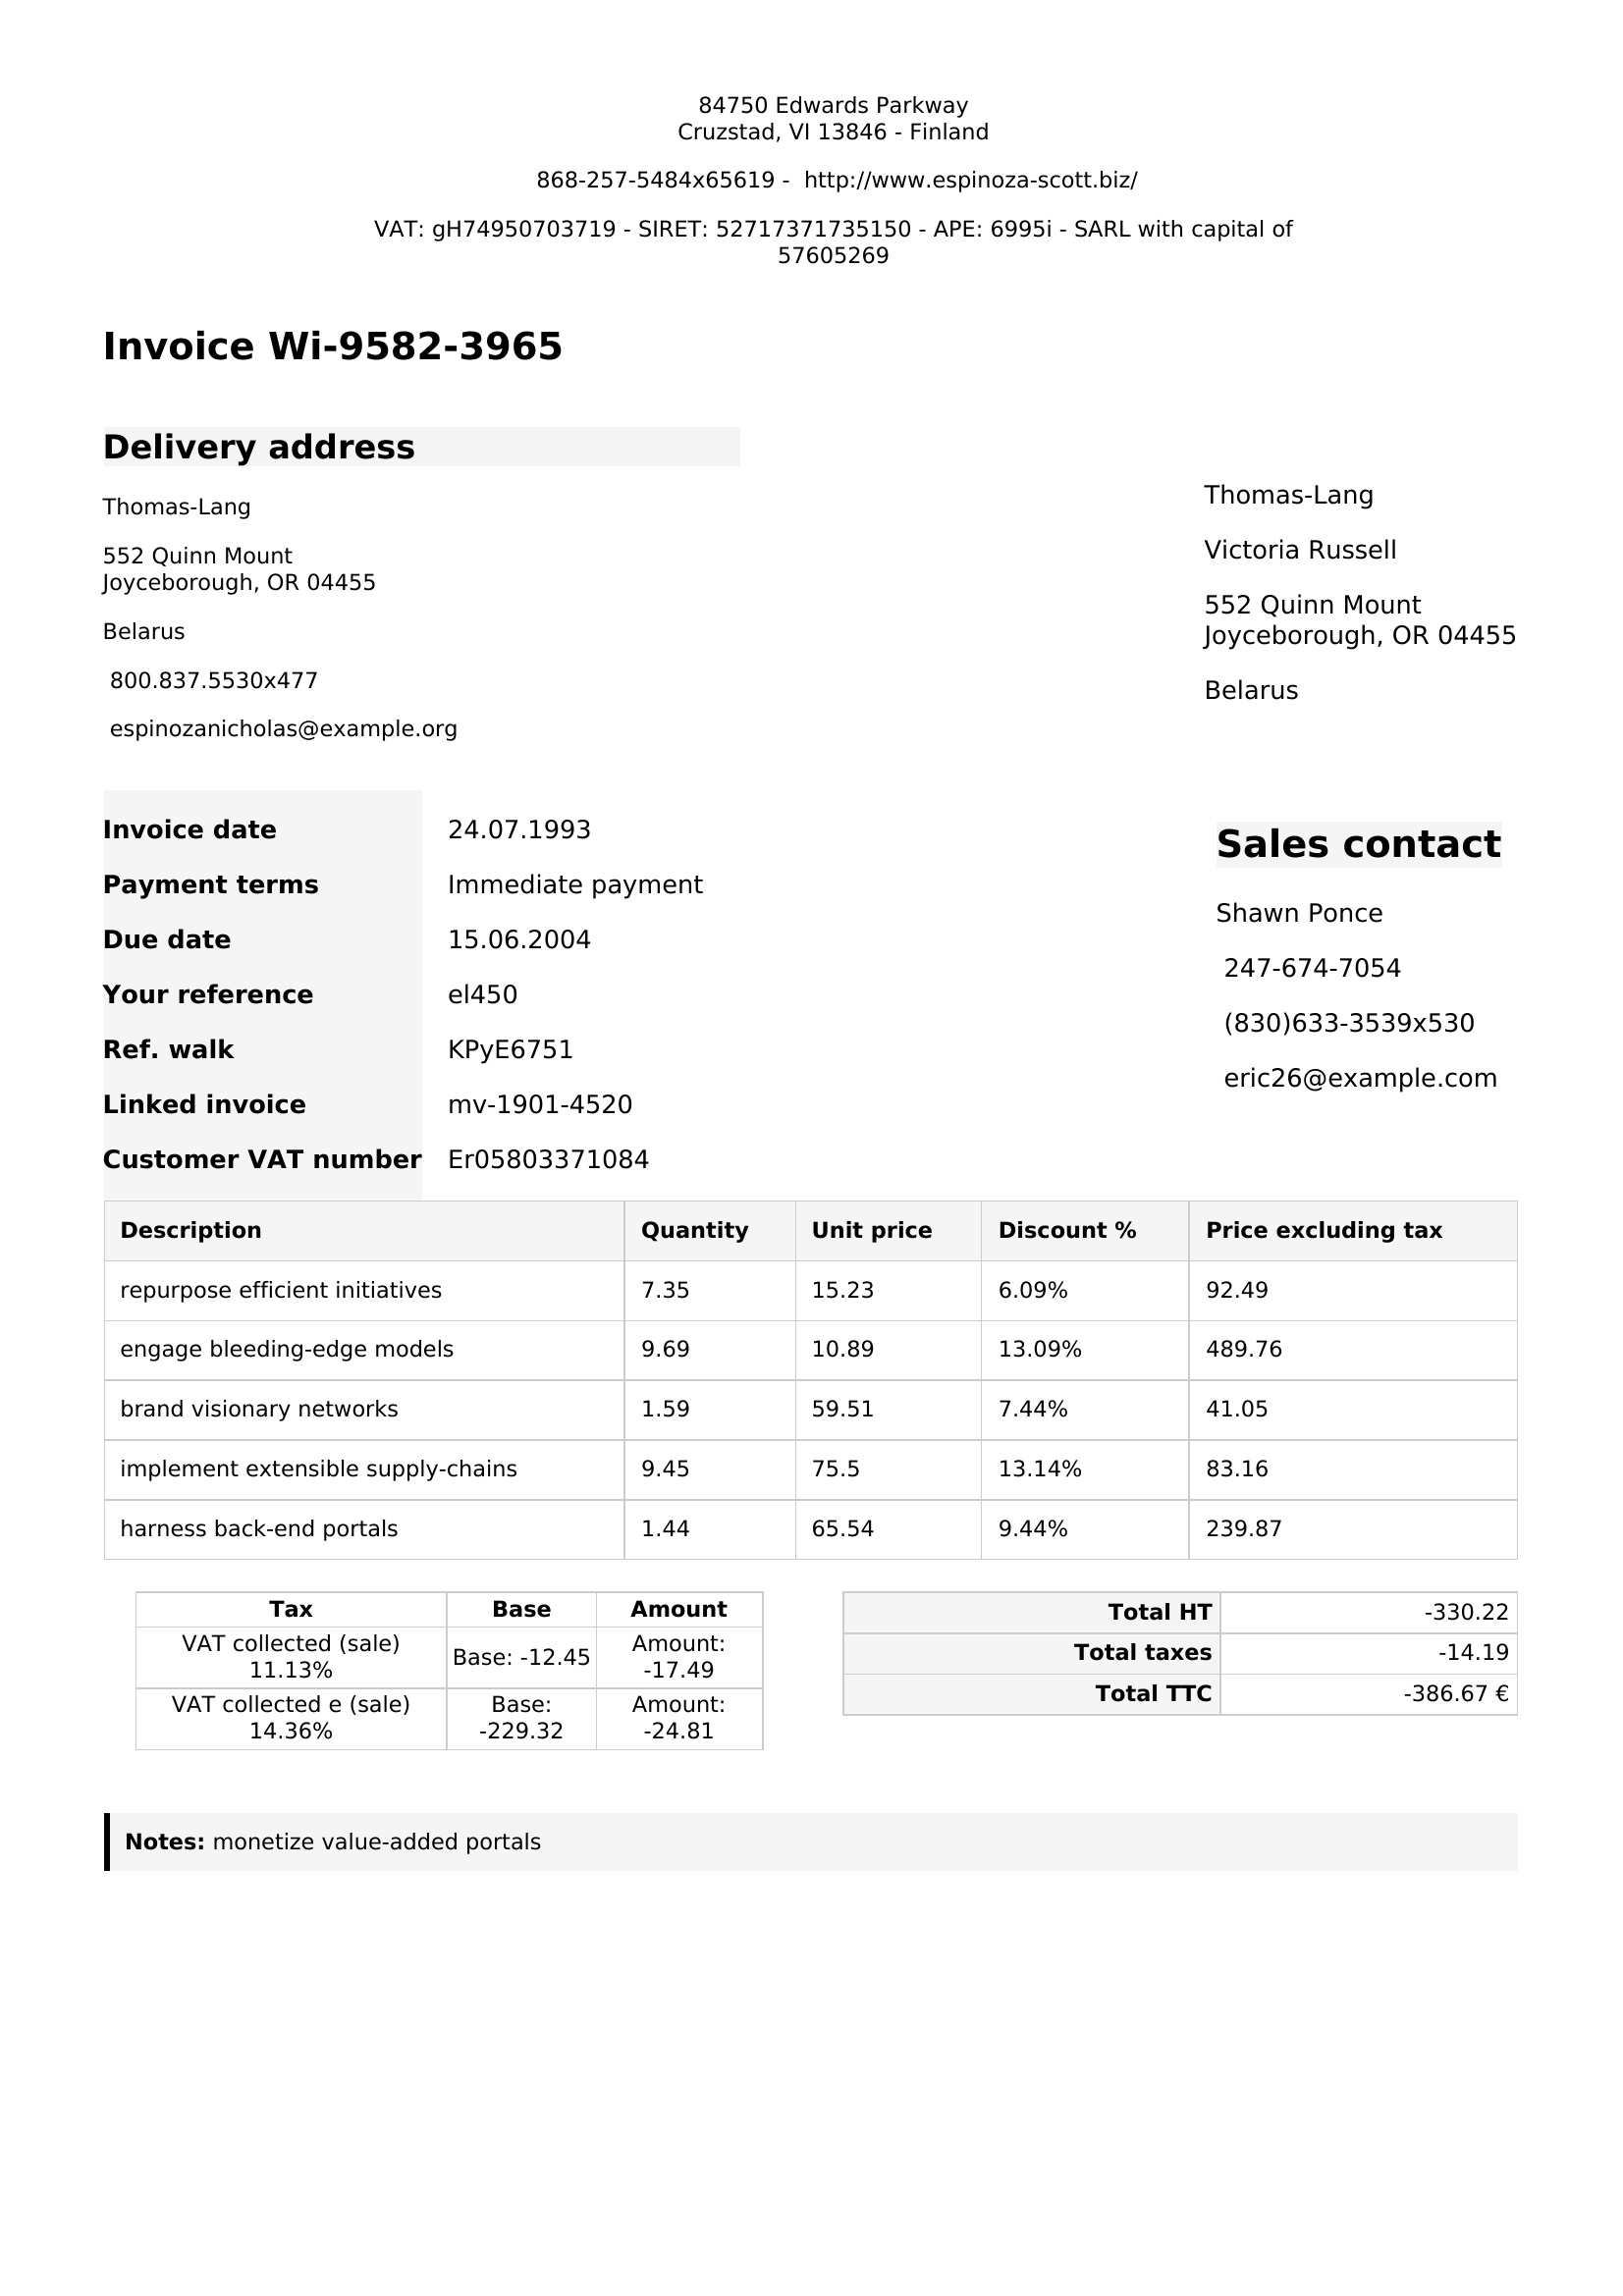 84750 Edwards Parkway
Cruzstad, VI 13846 - Finland
868-257-5484x65619 - http://www.espinoza-scott.biz/
VAT: gH74950703719 - SIRET: 52717371735150 - APE: 6995i - SARL with capital of
57605269
Invoice Wi-9582-3965
Delivery address
Thomas-Lang
552 Quinn Mount
Joyceborough, OR 04455
Belarus
800.837.5530x477
espinozanicholas@example.org
Thomas-Lang
Victoria Russell
552 Quinn Mount
Joyceborough, OR 04455
Belarus
Invoice date 24.07.1993
Payment terms Immediate payment
Due date 15.06.2004
Your reference el450
Ref. walk KPyE6751
Linked invoice mv-1901-4520
Customer VAT number Er05803371084
Sales contact
Shawn Ponce
247-674-7054
(830)633-3539x530
eric26@example.com
Description Quantity Unit price Discount % Price excluding tax
repurpose efficient initiatives 7.35 15.23 6.09% 92.49
engage bleeding-edge models 9.69 10.89 13.09% 489.76
brand visionary networks 1.59 59.51 7.44% 41.05
implement extensible supply-chains 9.45 75.5 13.14% 83.16
harness back-end portals 1.44 65.54 9.44% 239.87
Tax Base Amount
VAT collected (sale)
11.13%
Base: -12.45
Amount:
-17.49
VAT collected e (sale)
14.36%
Base:
-229.32
Amount:
-24.81
Total HT -330.22
Total taxes -14.19
Total TTC -386.67 €
Notes: monetize value-added portals